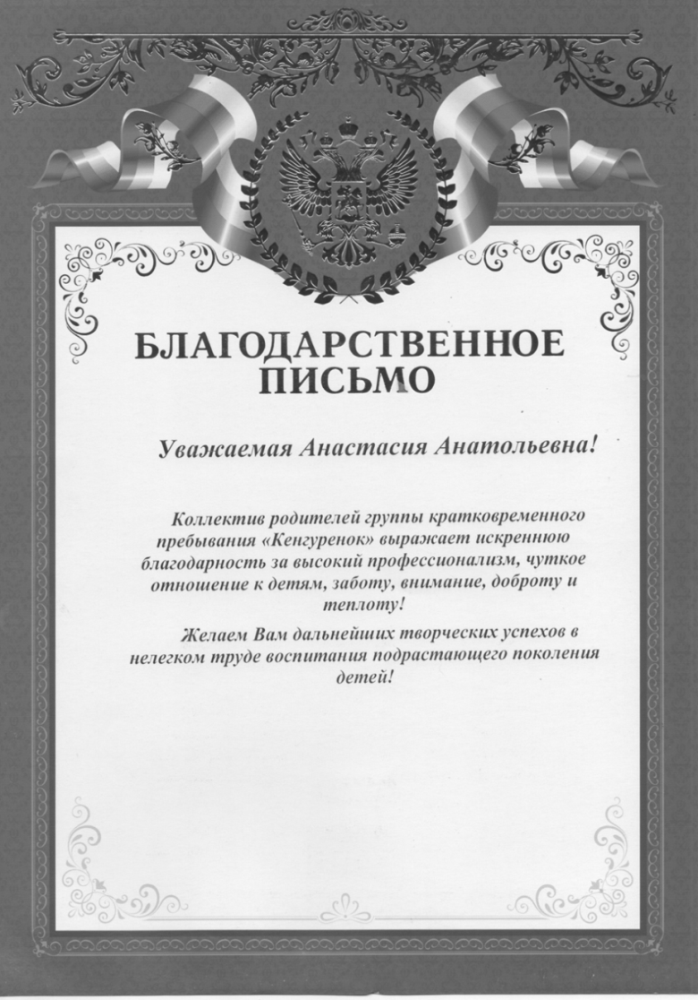 БЛАГОДАРСТВЕННОЕ
ПИСЬМО
Уважаемая Анастасия Анатольевна!
Коллектив родителей группы кратковременного
пребывания «Кенгуренок» выражает искреннюю
благодарность за высокий профессионализм, чуткое
отношение к детям, заботу, внимание, доброту и
теплоту!
Желаем Вам дальнейших творческих успехов в
нелегком труде воспитания подрастающего поколения
детей!